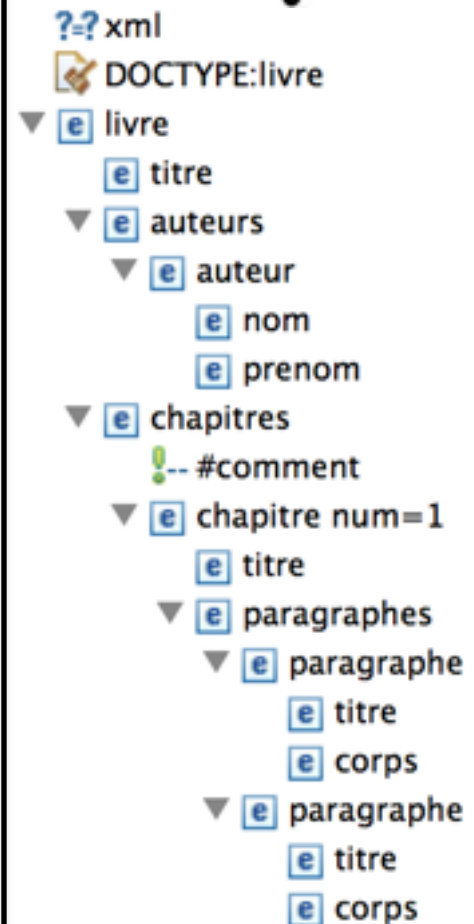 ?=? xml
DOCTYPE:livre
e livre
e titre
e auteurs
e auteur
e nom
e prenom
e chapitres
!-- #comment
e chapitre num=1
e titre
e paragraphes
e paragraphe
e titre
e corps
e paragraphe
e titre
e corps